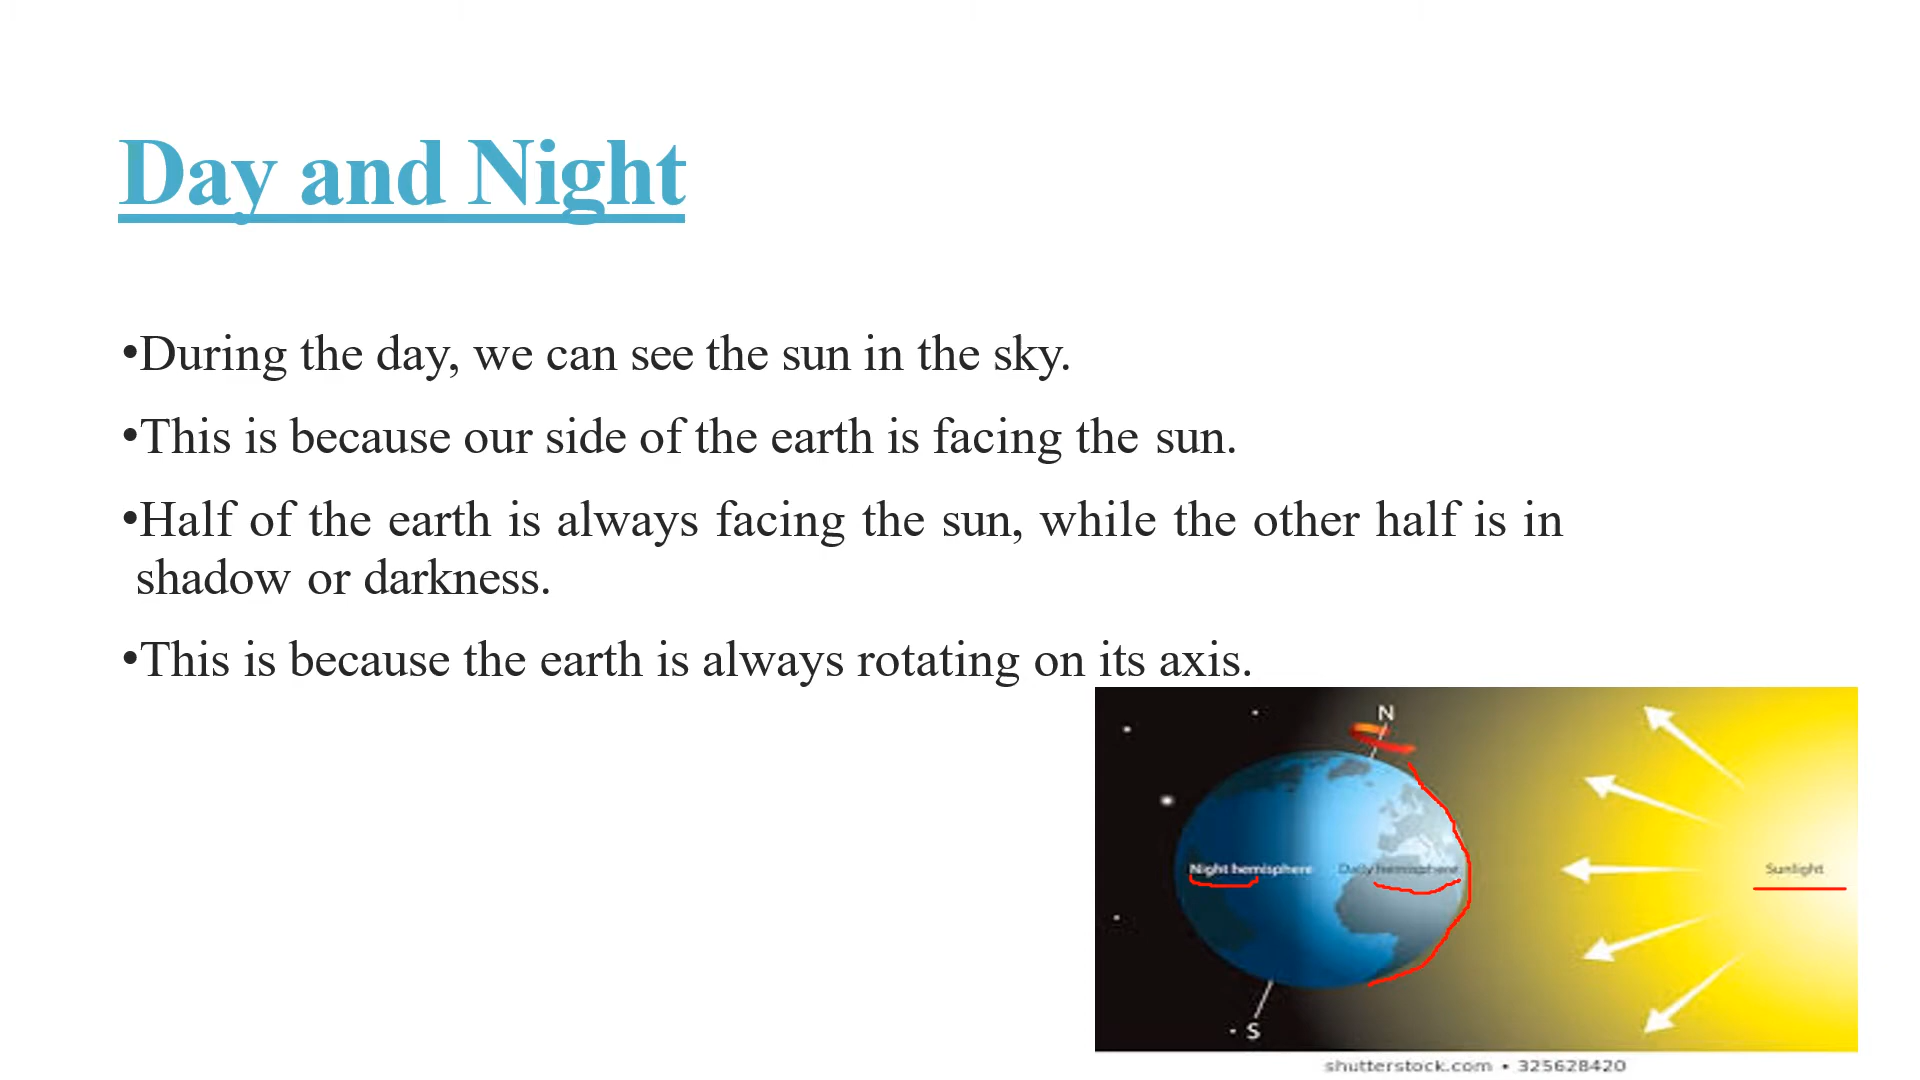 Day and Night
•During the day, we can see the sun in the sky.
•This is because our side of the earth is facing the sun.
•Half of the earth is always facing the sun, while the other half is in
shadow or darkness.
•This is because the earth is always rotating on its axis.
N
Night hemisphere
Daily hemisphere
Sunlight
S
shutterstock.com • 325628420